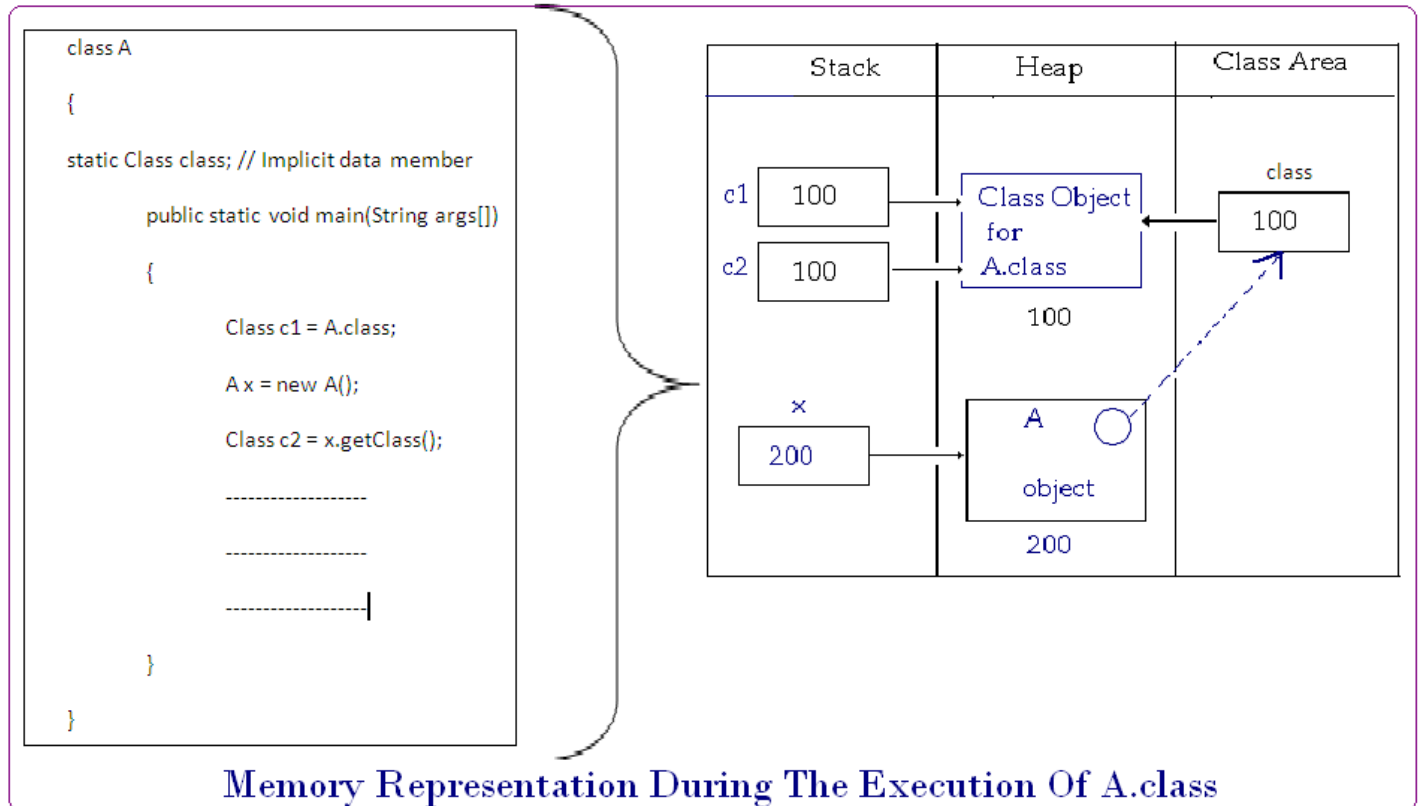 class A
{
static Class class; // Implicit data member
public static void main(String args[])
{
Class c1 = A.class;
A x = new A();
Class c2 = x.getClass();
-------------------
-------------------
-------------------
}
}
Stack Heap Class Area
class
c1 100 Class Object 100
for
c2 100 A.class
100
x
A
200
object
200
Memory Representation During The Execution Of A.class